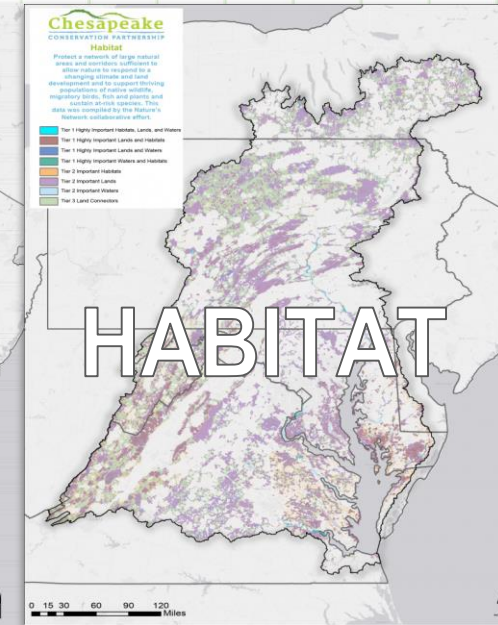 Chesapeake
CONSERVATION PARTNERSHIP
Habitat
Protect a network of large natural
areas and corridors sufficient to
allow nature to respond to a
changing climate and land
development and to support thriving
populations of native wildlife,
migratory birds, fish and plants and
sustain at-risk species. This
data was compiled by the Nature's
Network collaborative effort.
Tier 1 Highly Important Habitats, Lands, and Waters
Tier 1 Highly Important Lands and Habitats
Tier 1 Highly Important Lands and Waters
Tier 1 Highly Important Waters and Habitats
Tier 2 Important Habitats
Tier 2 Important Lands
Tier 2 Important Waters
Tier 3 Land Connectors
HABITAT
0 15 30 60 90 120
Miles